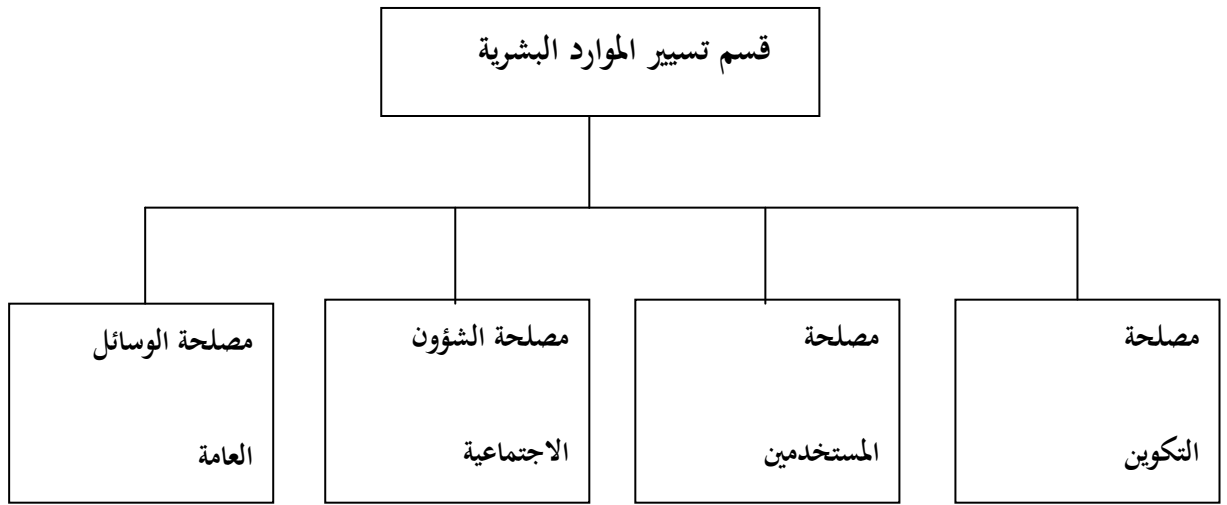 قسم تسيير الموارد البشرية
مصلحة
التكوين
مصلحة
المستخدمين
مصلحة الشؤون
الاجتماعية
مصلحة الوسائل
العامة